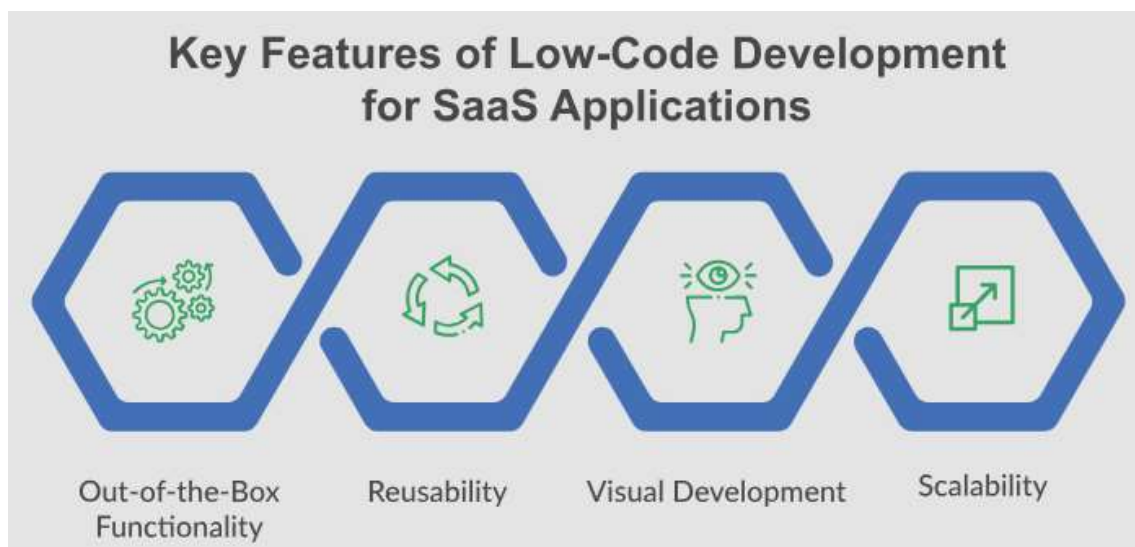 Key Features of Low-Code Development
for SaaS Applications
Out-of-the-Box
Functionality
Reusability
Visual Development
Scalability